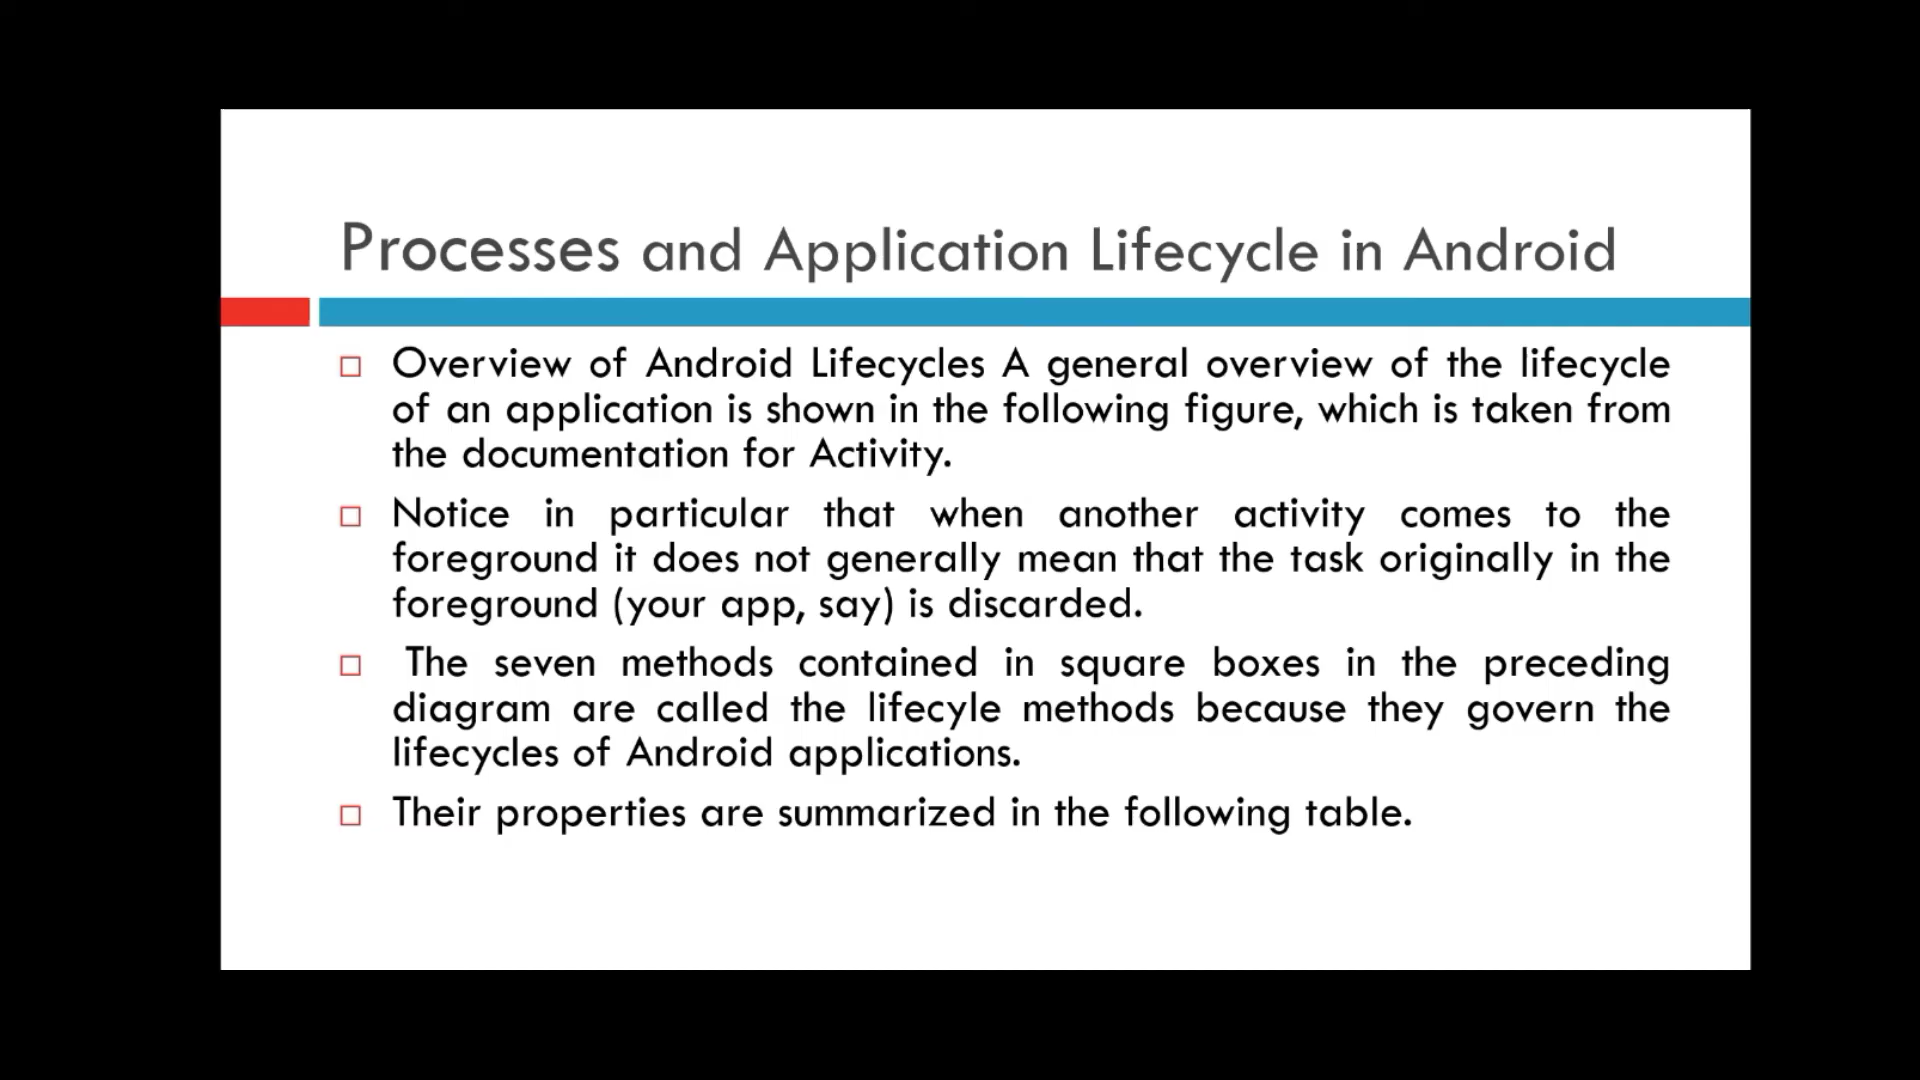 Processes and Application Lifecycle in Android
Overview of Android Lifecycles A general overview of the lifecycle
of an application is shown in the following figure, which is taken from
the documentation for Activity.
Notice in particular that when another activity comes to the
foreground it does not generally mean that the task originally in the
foreground (your app, say) is discarded.
The seven methods contained in square boxes in the preceding
diagram are called the lifecyle methods because they govern the
lifecycles of Android applications.
Their properties are summarized in the following table.